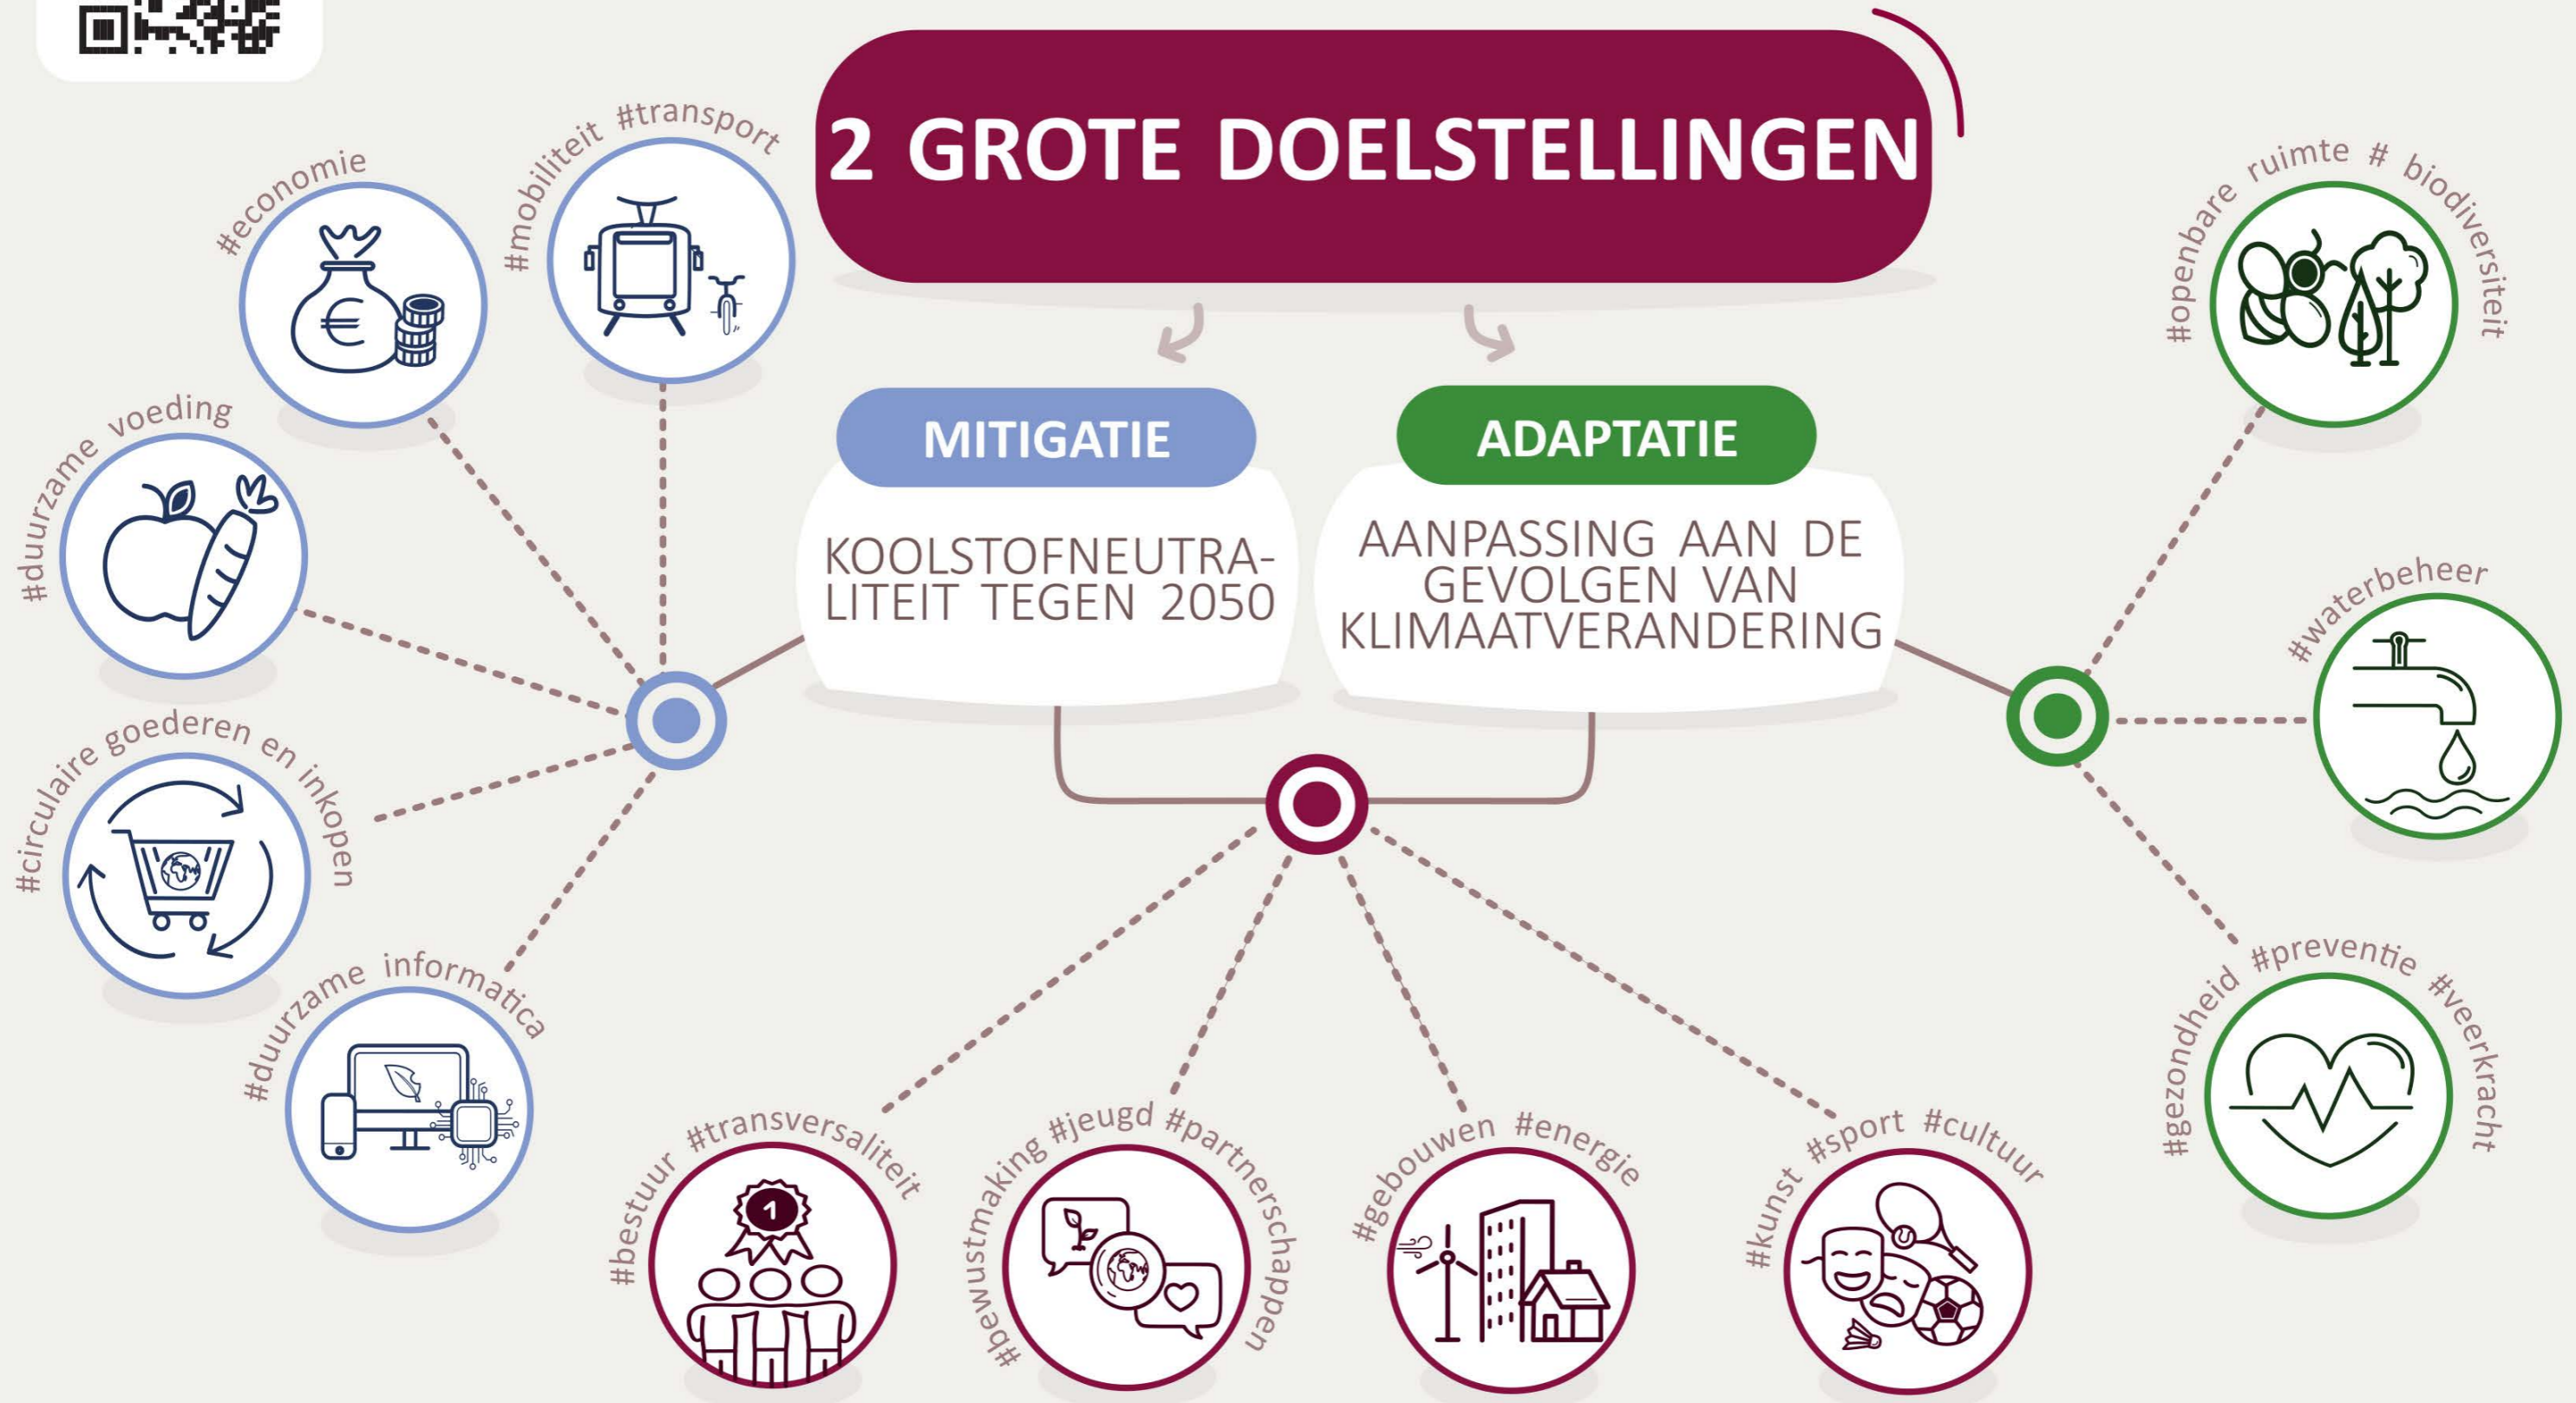 2 GROTE DOELSTELLINGEN
MITIGATIE
KOOLSTOFNEUTRA-
LITEIT TEGEN 2050
ADAPTATIE
AANPASSING AAN DE
GEVOLGEN VAN
KLIMAATVERANDERING
#mobiliteit #transport
#economie
#duurzame voeding
#circulaire goederen en inkopen
#duurzame informatica
#bestuur #transversaliteit
1
#bewustmaking #jeugd #partnerschappen
#gebouwen #energie
#kunst #sport #cultuur
#openbare ruimte # biodiversiteit
#waterbeheer
#gezondheid #preventie #veerkracht